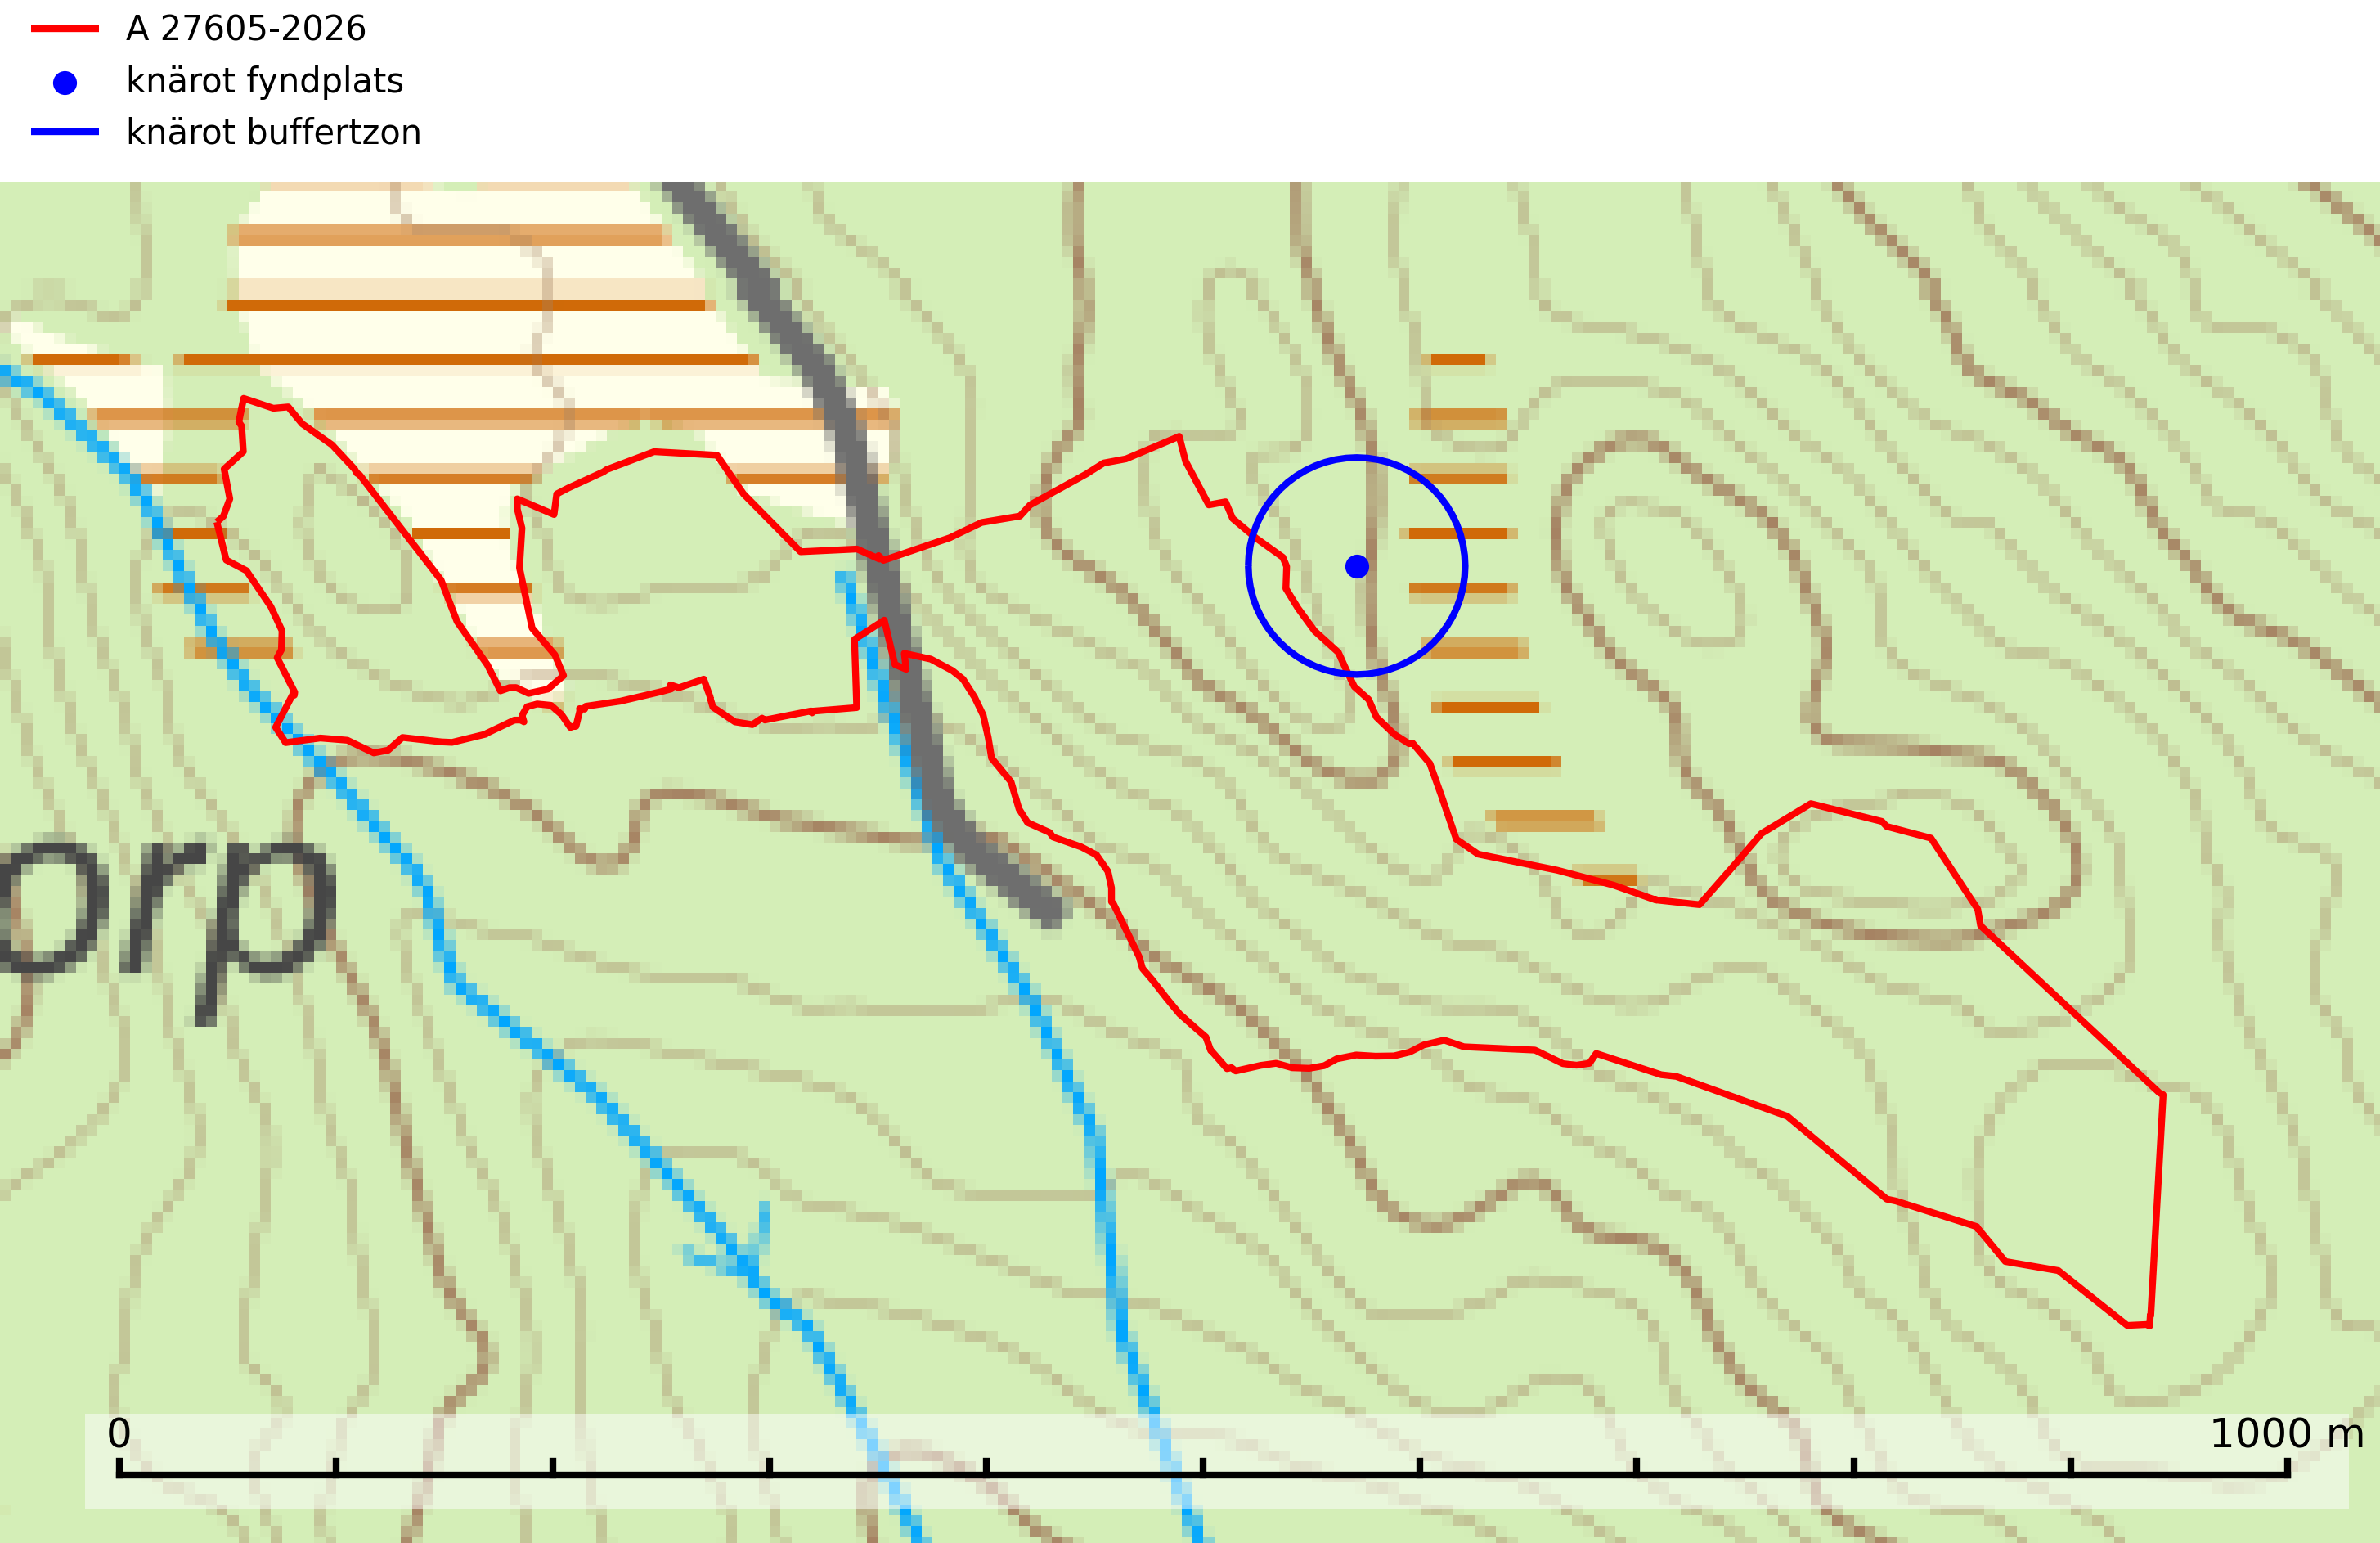 A 27605-2026
knärot fyndplats
knärot buffertzon
orp
0 1000 m